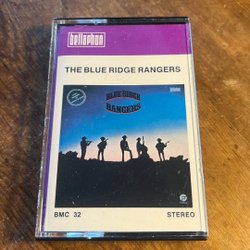 bellaphon
THE BLUE RIDGE RANGERS
BLUE RIDGE
RANGERS
BMC 32
STEREO